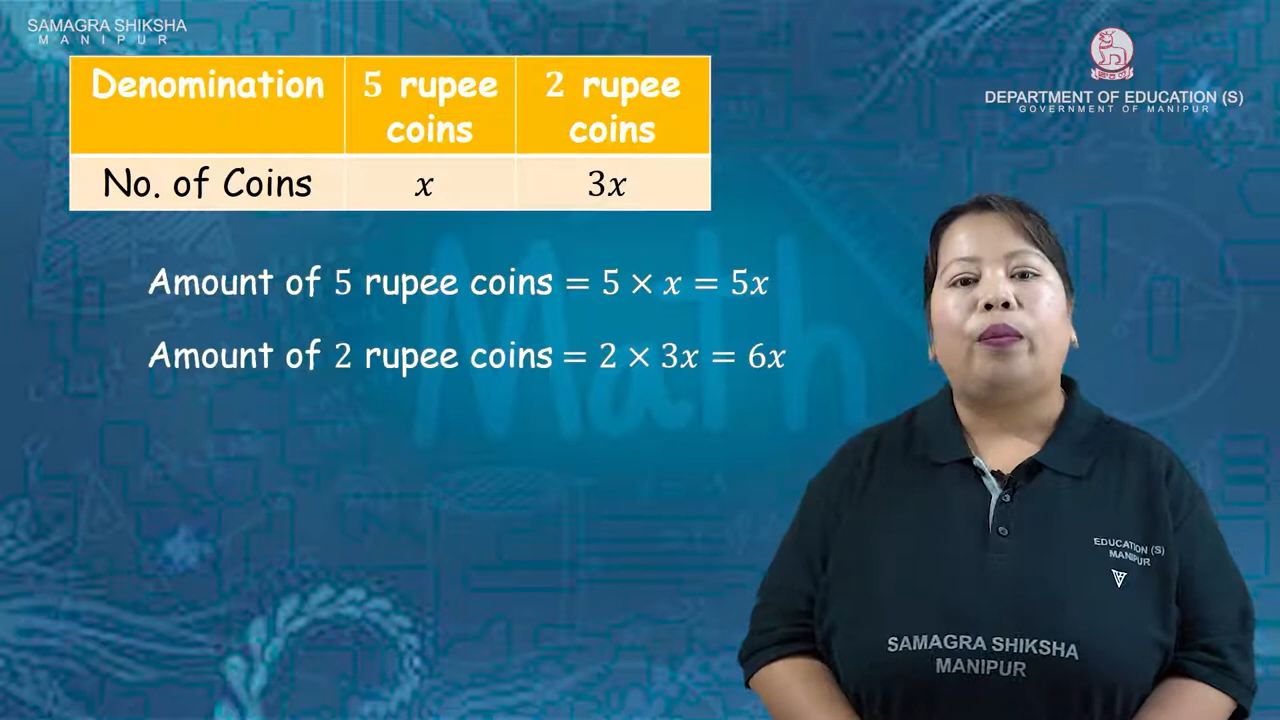 SAMAGRA SHIKSHA
MANIPUR
DEPARTMENT OF EDUCATION (S)
GOVERNMENT OF MANIPUR
Denomination 5 rupee coins 2 rupee coins
No. of Coins x 3x
Amount of 5 rupee coins = 5 × x = 5x
Amount of 2 rupee coins = 2 × 3x = 6x
Math
EDUCATION (S)
MANIPUR
SAMAGRA SHIKSHA
MANIPUR